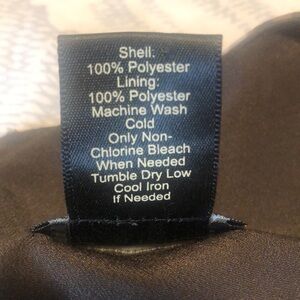 Shell:
100% Polyester
Lining:
100% Polyester
Machine Wash
Cold
Only Non-
Chlorine Bleach
When Needed
Tumble Dry Low
Cool Iron
If Needed